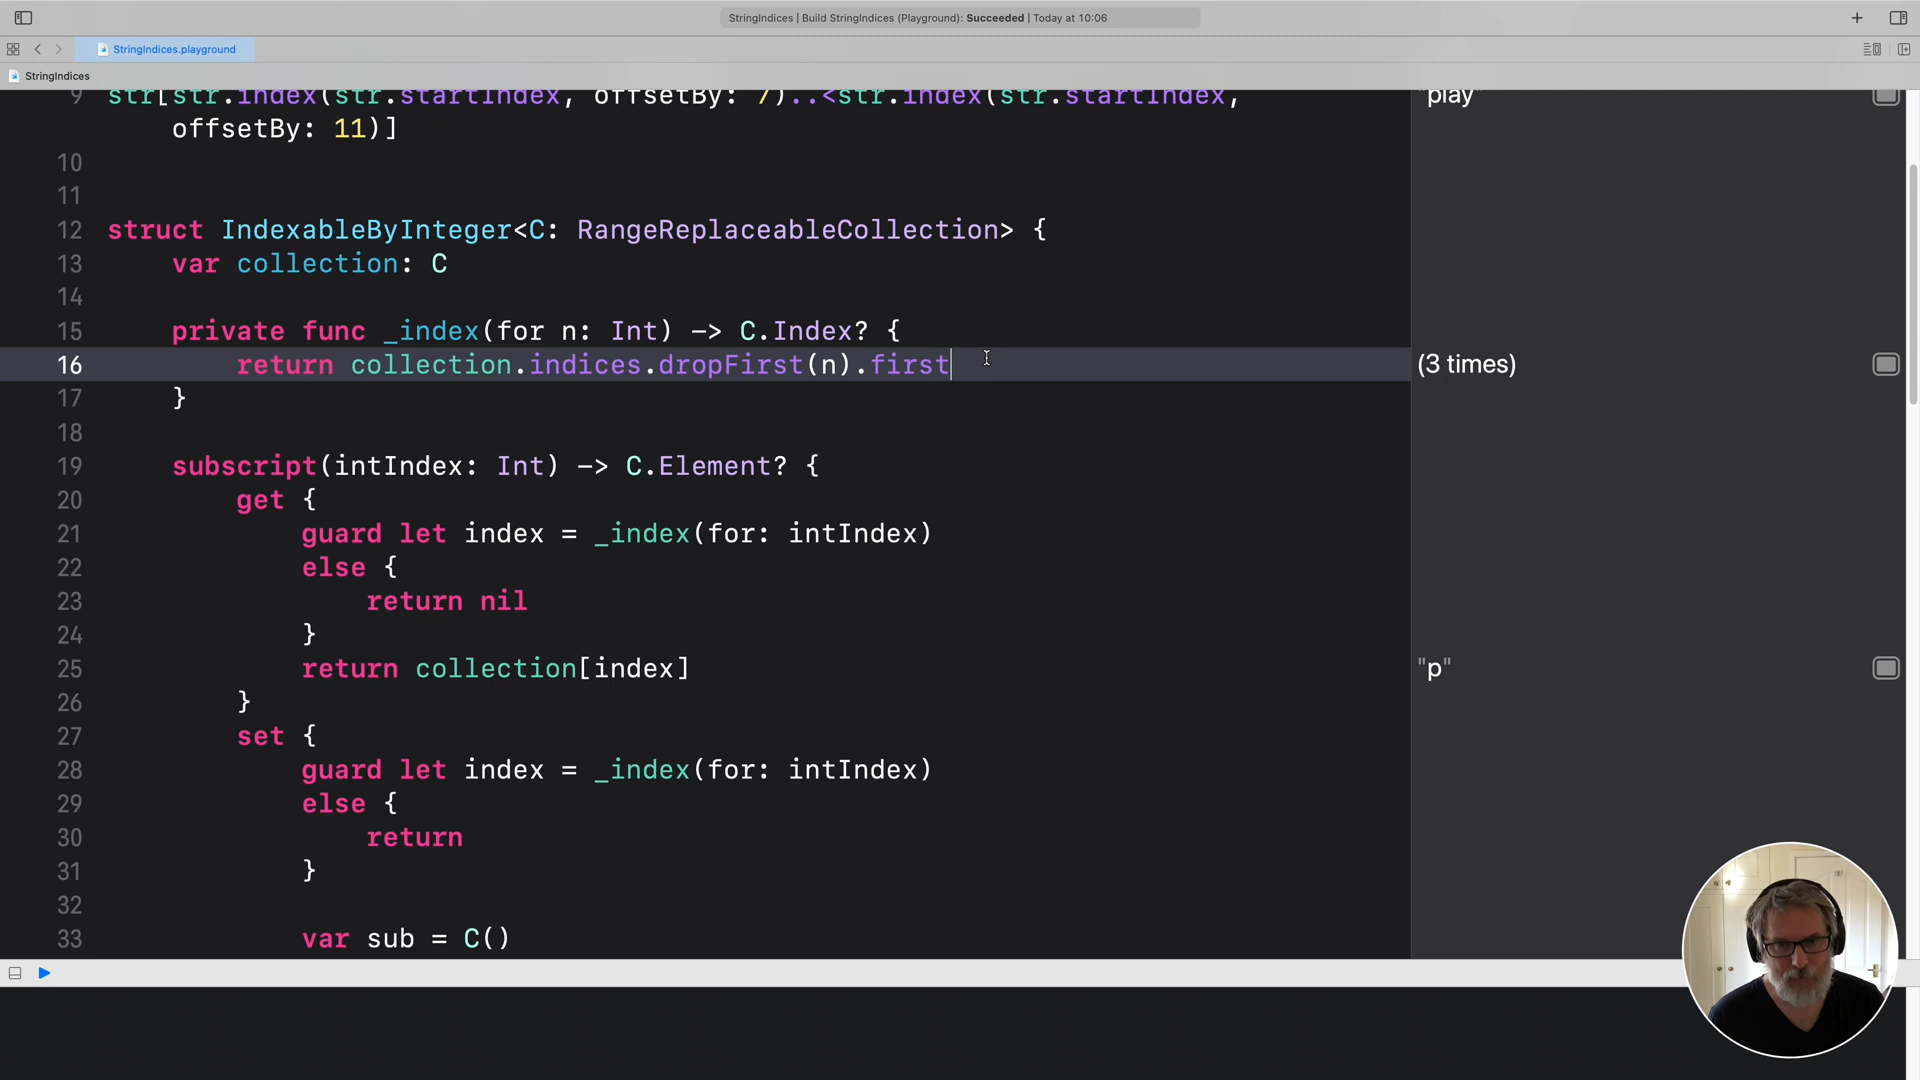 StringIndices | Build StringIndices (Playground): Succeeded | Today at 10:06
StringIndices.playground
StringIndices
9 str[str.index(str.startIndex, offsetBy: 7)..<str.index(str.startIndex,
offsetBy: 11)]
"play"
10
11
12 struct IndexableByInteger<C: RangeReplaceableCollection> {
13 var collection: C
14
15 private func _index(for n: Int) -> C.Index? {
16 return collection.indices.dropFirst(n).first
(3 times)
17 }
18
19 subscript(intIndex: Int) -> C.Element? {
20 get {
21 guard let index = _index(for: intIndex)
22 else {
23 return nil
24 }
25 return collection[index]
"p"
26 }
27 set {
28 guard let index = _index(for: intIndex)
29 else {
30 return
31 }
32
33 var sub = C()